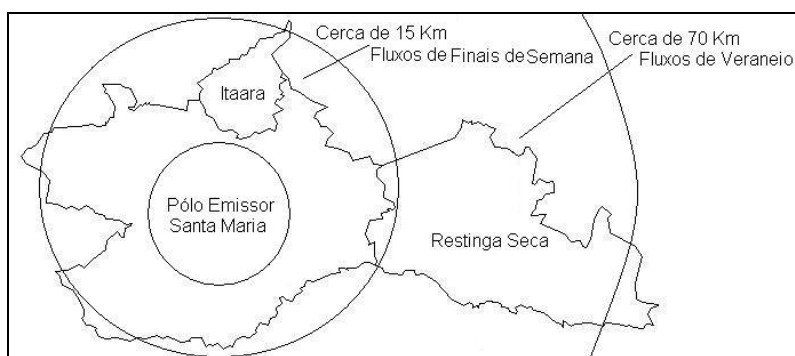 Cerca de 15 Km
Fluxos de Finais de Semana
Cerca de 70 Km
Fluxos de Veraneio
Itaara
Pólo Emissor
Santa Maria
Restinga Seca